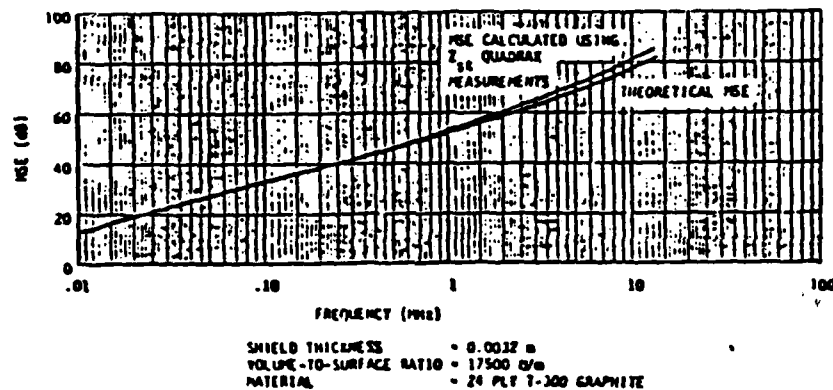 100
80
60
40
20
0
MSE (dB)
MSE CALCULATED USING
Z_st QUADRAX
MEASUREMENTS
THEORETICAL MSE
.01 .10 1 10 100
FREQUENCY (MHz)
SHIELD THICKNESS = 0.0032 m
VOLUME-TO-SURFACE RATIO = 17500 /m
MATERIAL = 24 PLY T-300 GRAPHITE